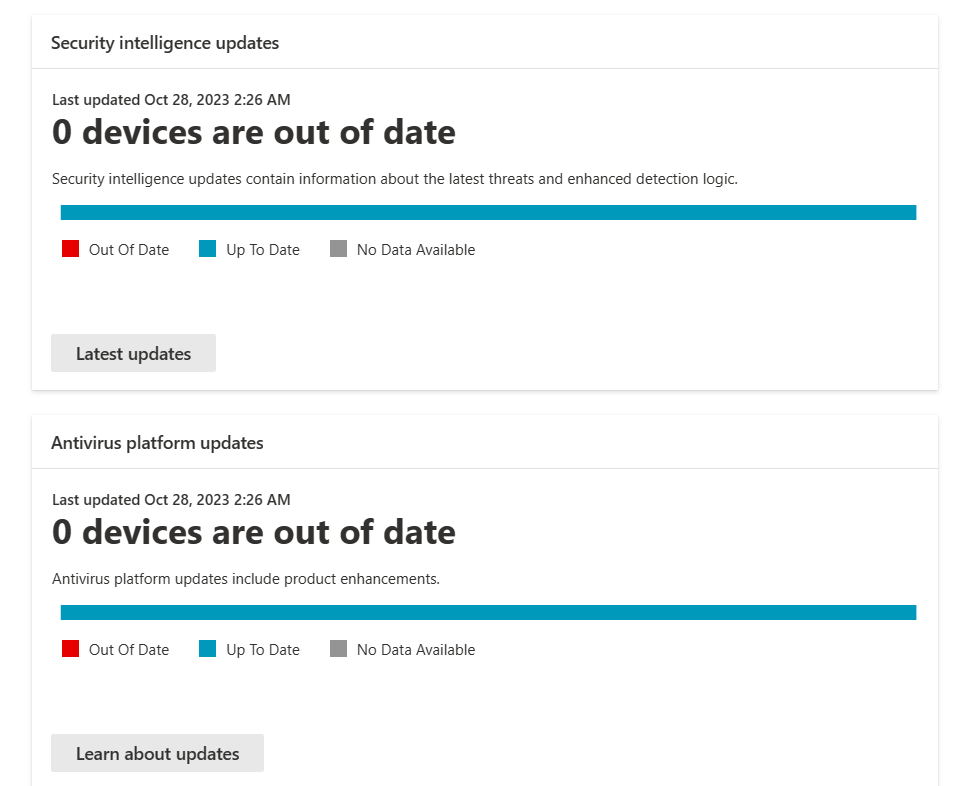 Security intelligence updates
Last updated Oct 28, 2023 2:26 AM
0 devices are out of date
Security intelligence updates contain information about the latest threats and enhanced detection logic.
Out Of Date Up To Date No Data Available
Latest updates
Antivirus platform updates
Last updated Oct 28, 2023 2:26 AM
0 devices are out of date
Antivirus platform updates include product enhancements.
Out Of Date Up To Date No Data Available
Learn about updates